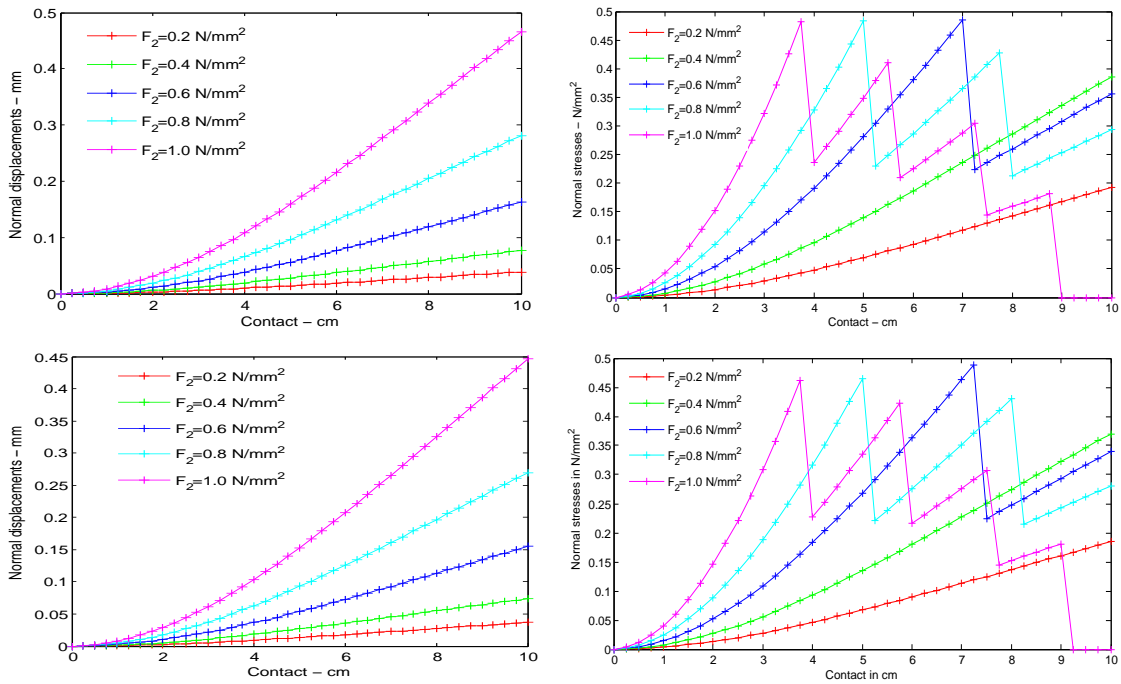 0.5
0.4
0.3
0.2
0.1
0
Normal displacements – mm
F2=0.2 N/mm²
F2=0.4 N/mm²
F2=0.6 N/mm²
F2=0.8 N/mm²
F2=1.0 N/mm²
0 2 4 6 8 10
Contact – cm
0.5
0.45
0.4
0.35
0.3
0.25
0.2
0.15
0.1
0.05
0
Normal stresses – N/mm²
F2=0.2 N/mm²
F2=0.4 N/mm²
F2=0.6 N/mm²
F2=0.8 N/mm²
F2=1.0 N/mm²
0 1 2 3 4 5 6 7 8 9 10
Contact – cm
0.45
0.4
0.35
0.3
0.25
0.2
0.15
0.1
0.05
0
Normal displacements – mm
F2=0.2 N/mm²
F2=0.4 N/mm²
F2=0.6 N/mm²
F2=0.8 N/mm²
F2=1.0 N/mm²
0 2 4 6 8 10
Contact – cm
0.5
0.45
0.4
0.35
0.3
0.25
0.2
0.15
0.1
0.05
0
Normal stresses in N/mm²
F2=0.2 N/mm²
F2=0.4 N/mm²
F2=0.6 N/mm²
F2=0.8 N/mm²
F2=1.0 N/mm²
0 1 2 3 4 5 6 7 8 9 10
Contact in cm